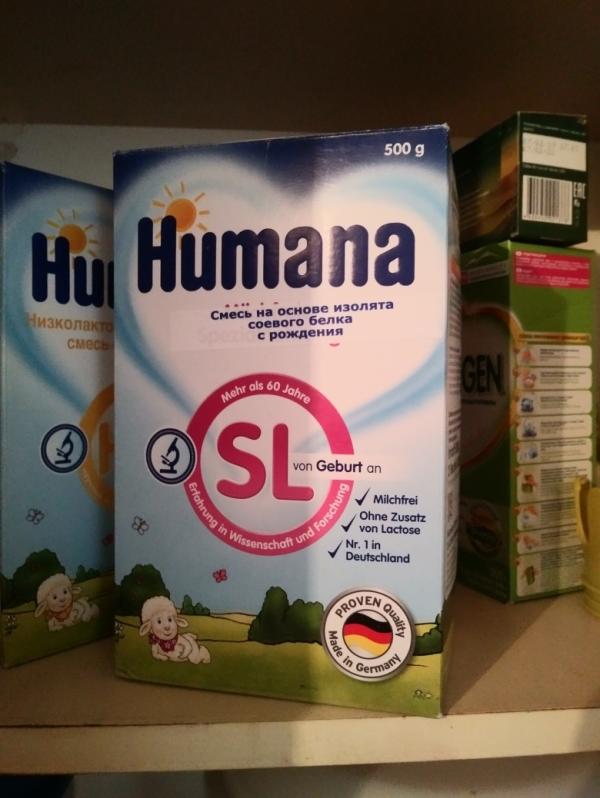 500 g
Humana
Смесь на основе изолята
соевого белка
с рождения
Mehr als 60 Jahre
SL
von Geburt an
Erfahrung in Wissenschaft und Forschung
Milchfrei
Ohne Zusatz
von Lactose
Nr. 1 in
Deutschland
PROVEN Quality
Made in Germany
Hu
Низколакто
смесь
GEN
EAC